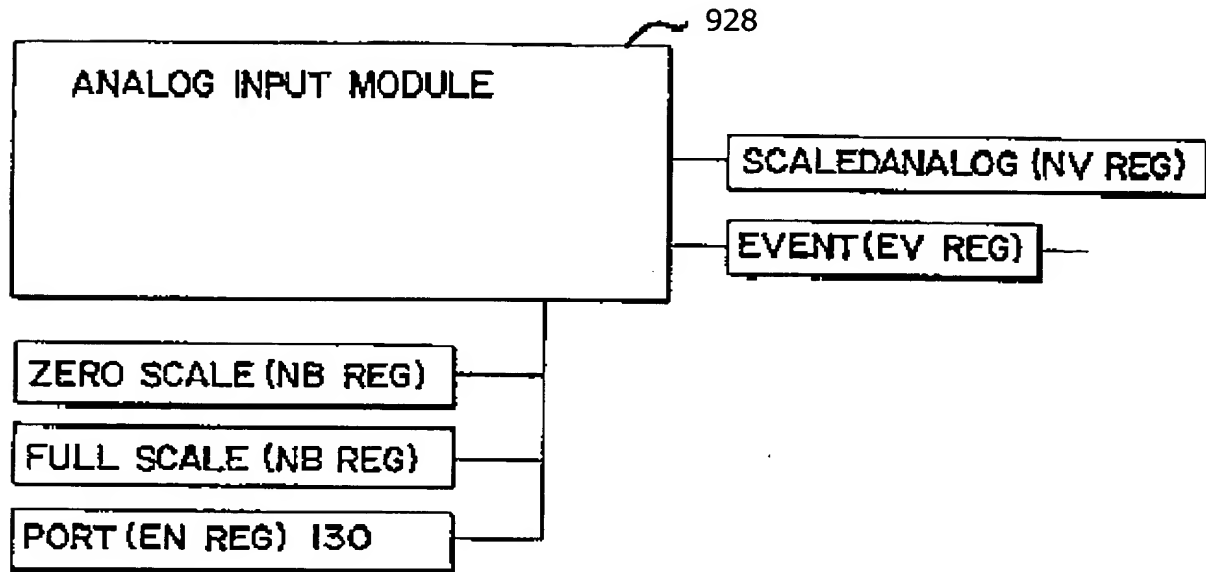 928
ANALOG INPUT MODULE
SCALEDANALOG (NV REG)
EVENT (EV REG)
ZERO SCALE (NB REG)
FULL SCALE (NB REG)
PORT (EN REG) 130